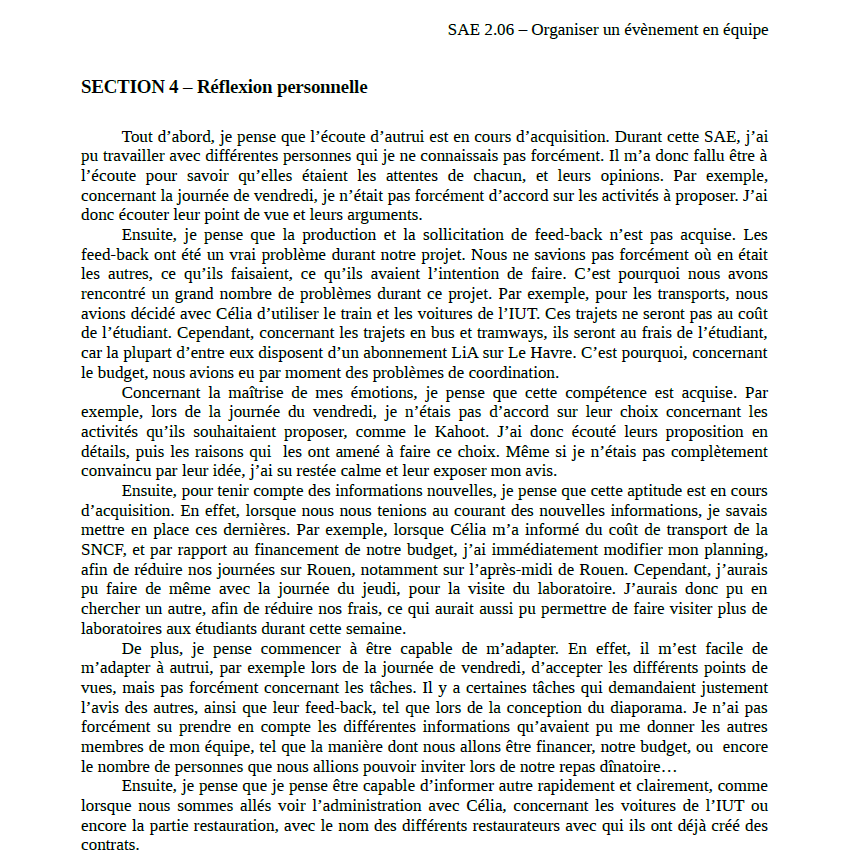 SAE 2.06 – Organiser un évènement en équipe
SECTION 4 – Réflexion personnelle
Tout d’abord, je pense que l’écoute d’autrui est en cours d’acquisition. Durant cette SAE, j’ai
pu travailler avec différentes personnes qui je ne connaissais pas forcément. Il m’a donc fallu être à
l’écoute pour savoir qu’elles étaient les attentes de chacun, et leurs opinions. Par exemple,
concernant la journée de vendredi, je n’était pas forcément d’accord sur les activités à proposer. J’ai
donc écouter leur point de vue et leurs arguments.
Ensuite, je pense que la production et la sollicitation de feed-back n’est pas acquise. Les
feed-back ont été un vrai problème durant notre projet. Nous ne savions pas forcément où en était
les autres, ce qu’ils faisaient, ce qu’ils avaient l’intention de faire. C’est pourquoi nous avons
rencontré un grand nombre de problèmes durant ce projet. Par exemple, pour les transports, nous
avions décidé avec Célia d’utiliser le train et les voitures de l’IUT. Ces trajets ne seront pas au coût
de l’étudiant. Cependant, concernant les trajets en bus et tramways, ils seront au frais de l’étudiant,
car la plupart d’entre eux disposent d’un abonnement LiA sur Le Havre. C’est pourquoi, concernant
le budget, nous avions eu par moment des problèmes de coordination.
Concernant la maîtrise de mes émotions, je pense que cette compétence est acquise. Par
exemple, lors de la journée du vendredi, je n’étais pas d’accord sur leur choix concernant les
activités qu’ils souhaitaient proposer, comme le Kahoot. J’ai donc écouté leurs proposition en
détails, puis les raisons qui  les ont amené à faire ce choix. Même si je n’étais pas complètement
convaincu par leur idée, j’ai su restée calme et leur exposer mon avis.
Ensuite, pour tenir compte des informations nouvelles, je pense que cette aptitude est en cours
d’acquisition. En effet, lorsque nous nous tenions au courant des nouvelles informations, je savais
mettre en place ces dernières. Par exemple, lorsque Célia m’a informé du coût de transport de la
SNCF, et par rapport au financement de notre budget, j’ai immédiatement modifier mon planning,
afin de réduire nos journées sur Rouen, notamment sur l’après-midi de Rouen. Cependant, j’aurais
pu faire de même avec la journée du jeudi, pour la visite du laboratoire. J’aurais donc pu en
chercher un autre, afin de réduire nos frais, ce qui aurait aussi pu permettre de faire visiter plus de
laboratoires aux étudiants durant cette semaine.
De plus, je pense commencer à être capable de m’adapter. En effet, il m’est facile de
m’adapter à autrui, par exemple lors de la journée de vendredi, d’accepter les différents points de
vues, mais pas forcément concernant les tâches. Il y a certaines tâches qui demandaient justement
l’avis des autres, ainsi que leur feed-back, tel que lors de la conception du diaporama. Je n’ai pas
forcément su prendre en compte les différentes informations qu’avaient pu me donner les autres
membres de mon équipe, tel que la manière dont nous allons être financer, notre budget, ou  encore
le nombre de personnes que nous allions pouvoir inviter lors de notre repas dînatoire…
Ensuite, je pense que je pense être capable d’informer autre rapidement et clairement, comme
lorsque nous sommes allés voir l’administration avec Célia, concernant les voitures de l’IUT ou
encore la partie restauration, avec le nom des différents restaurateurs avec qui ils ont déjà créé des
contrats.